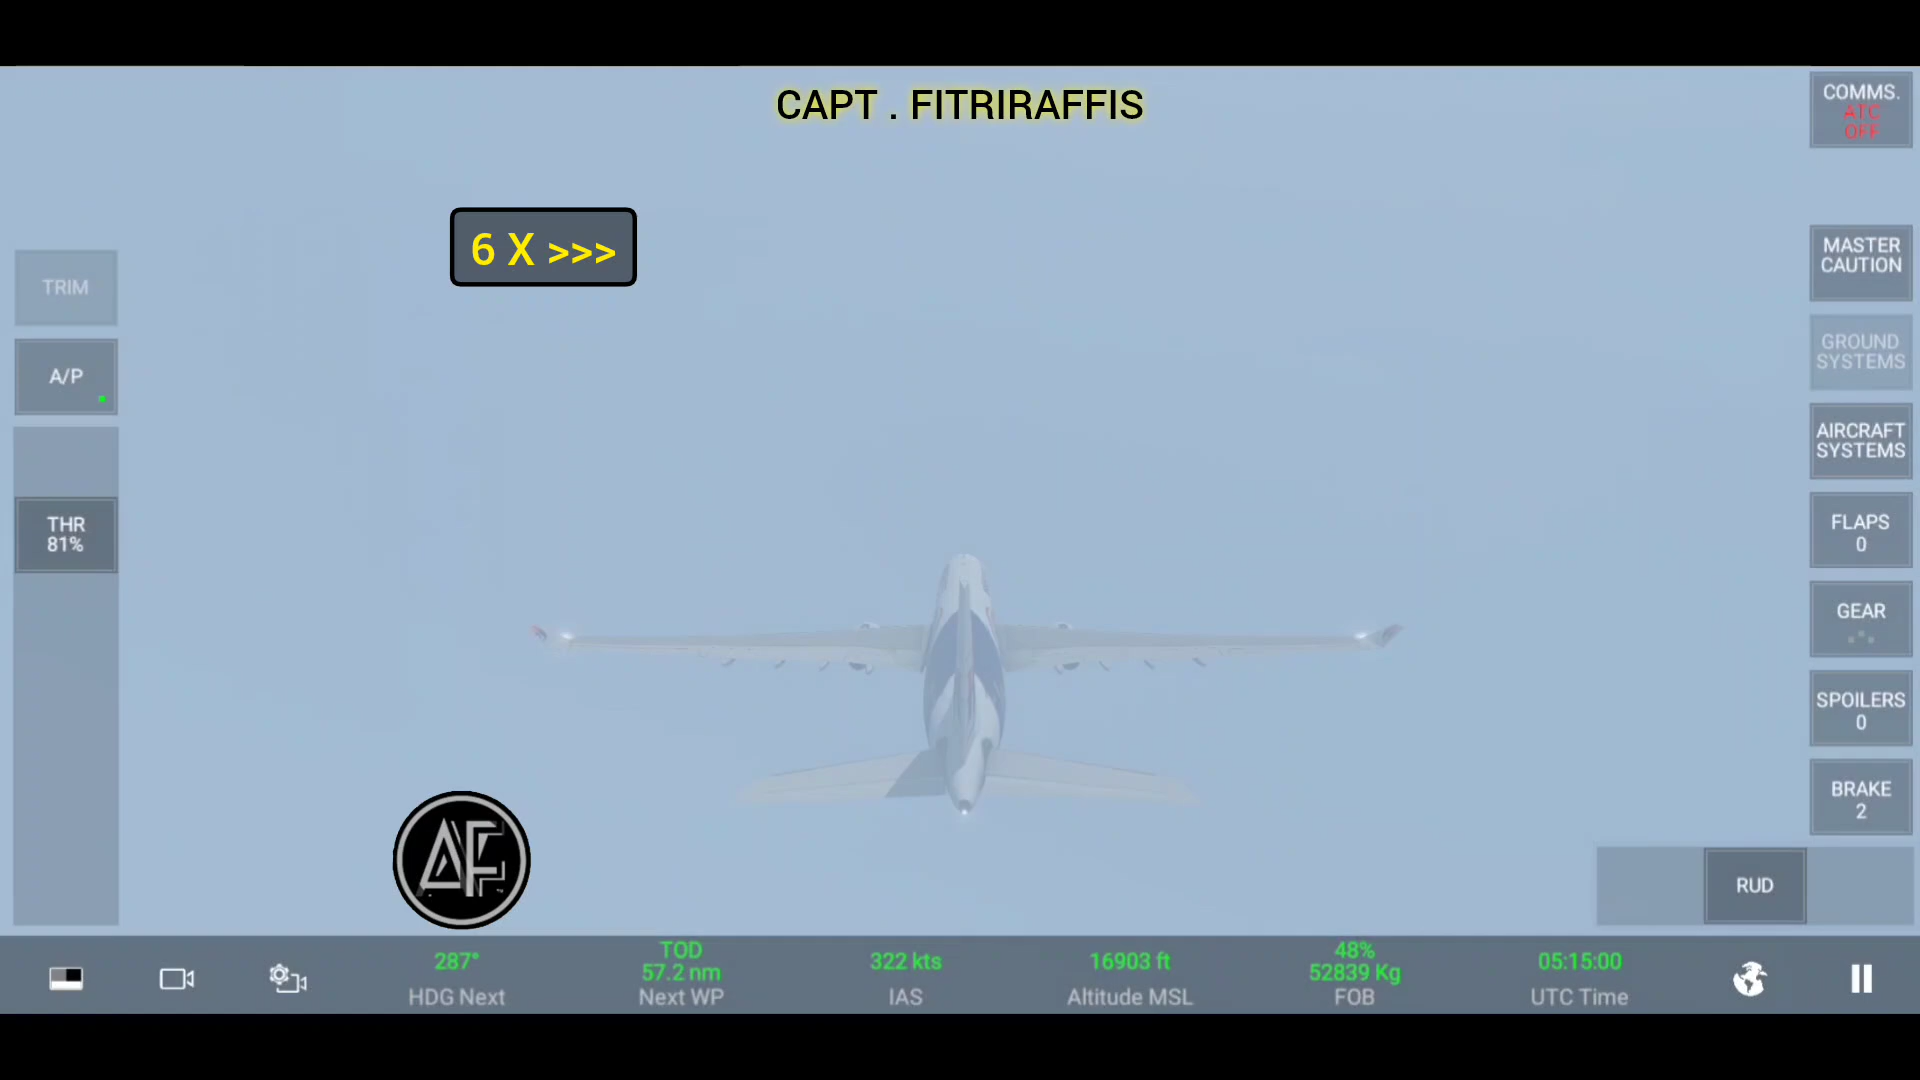 CAPT . FITRIRAFFIS
COMMS.
ATC
OFF
6 X >>>
MASTER
CAUTION
TRIM
GROUND
SYSTEMS
A/P
AIRCRAFT
SYSTEMS
THR
81%
FLAPS
0
GEAR
SPOILERS
0
BRAKE
2
AF
RUD
287°
HDG Next
TOD
57.2 nm
Next WP
322 kts
IAS
16903 ft
Altitude MSL
48%
52839 Kg
FOB
05:15:00
UTC Time